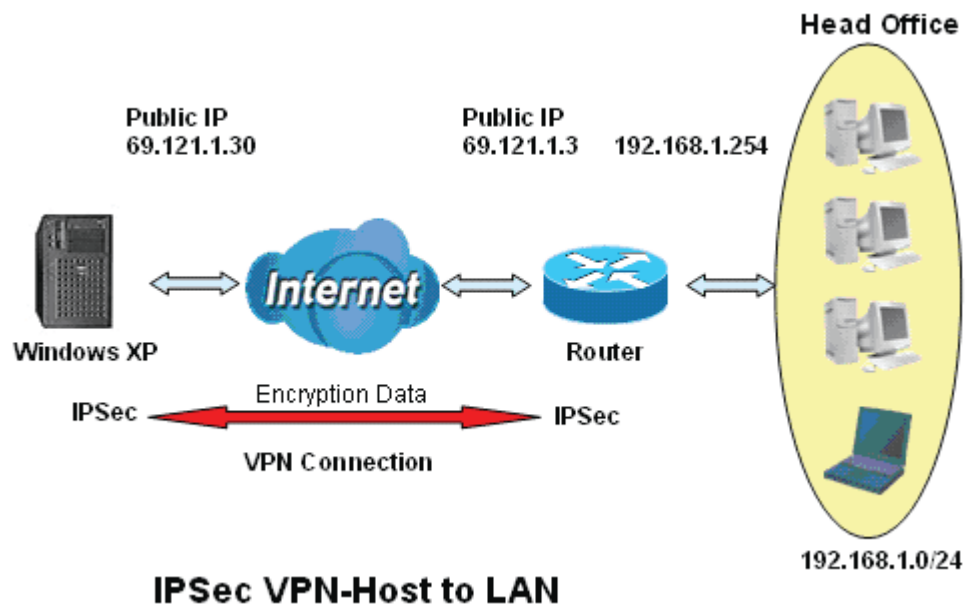 Head Office
Public IP
69.121.1.30
Public IP
69.121.1.3
192.168.1.254
Internet
Windows XP
Router
IPSec
Encryption Data
IPSec
VPN Connection
192.168.1.0/24
IPSec VPN-Host to LAN